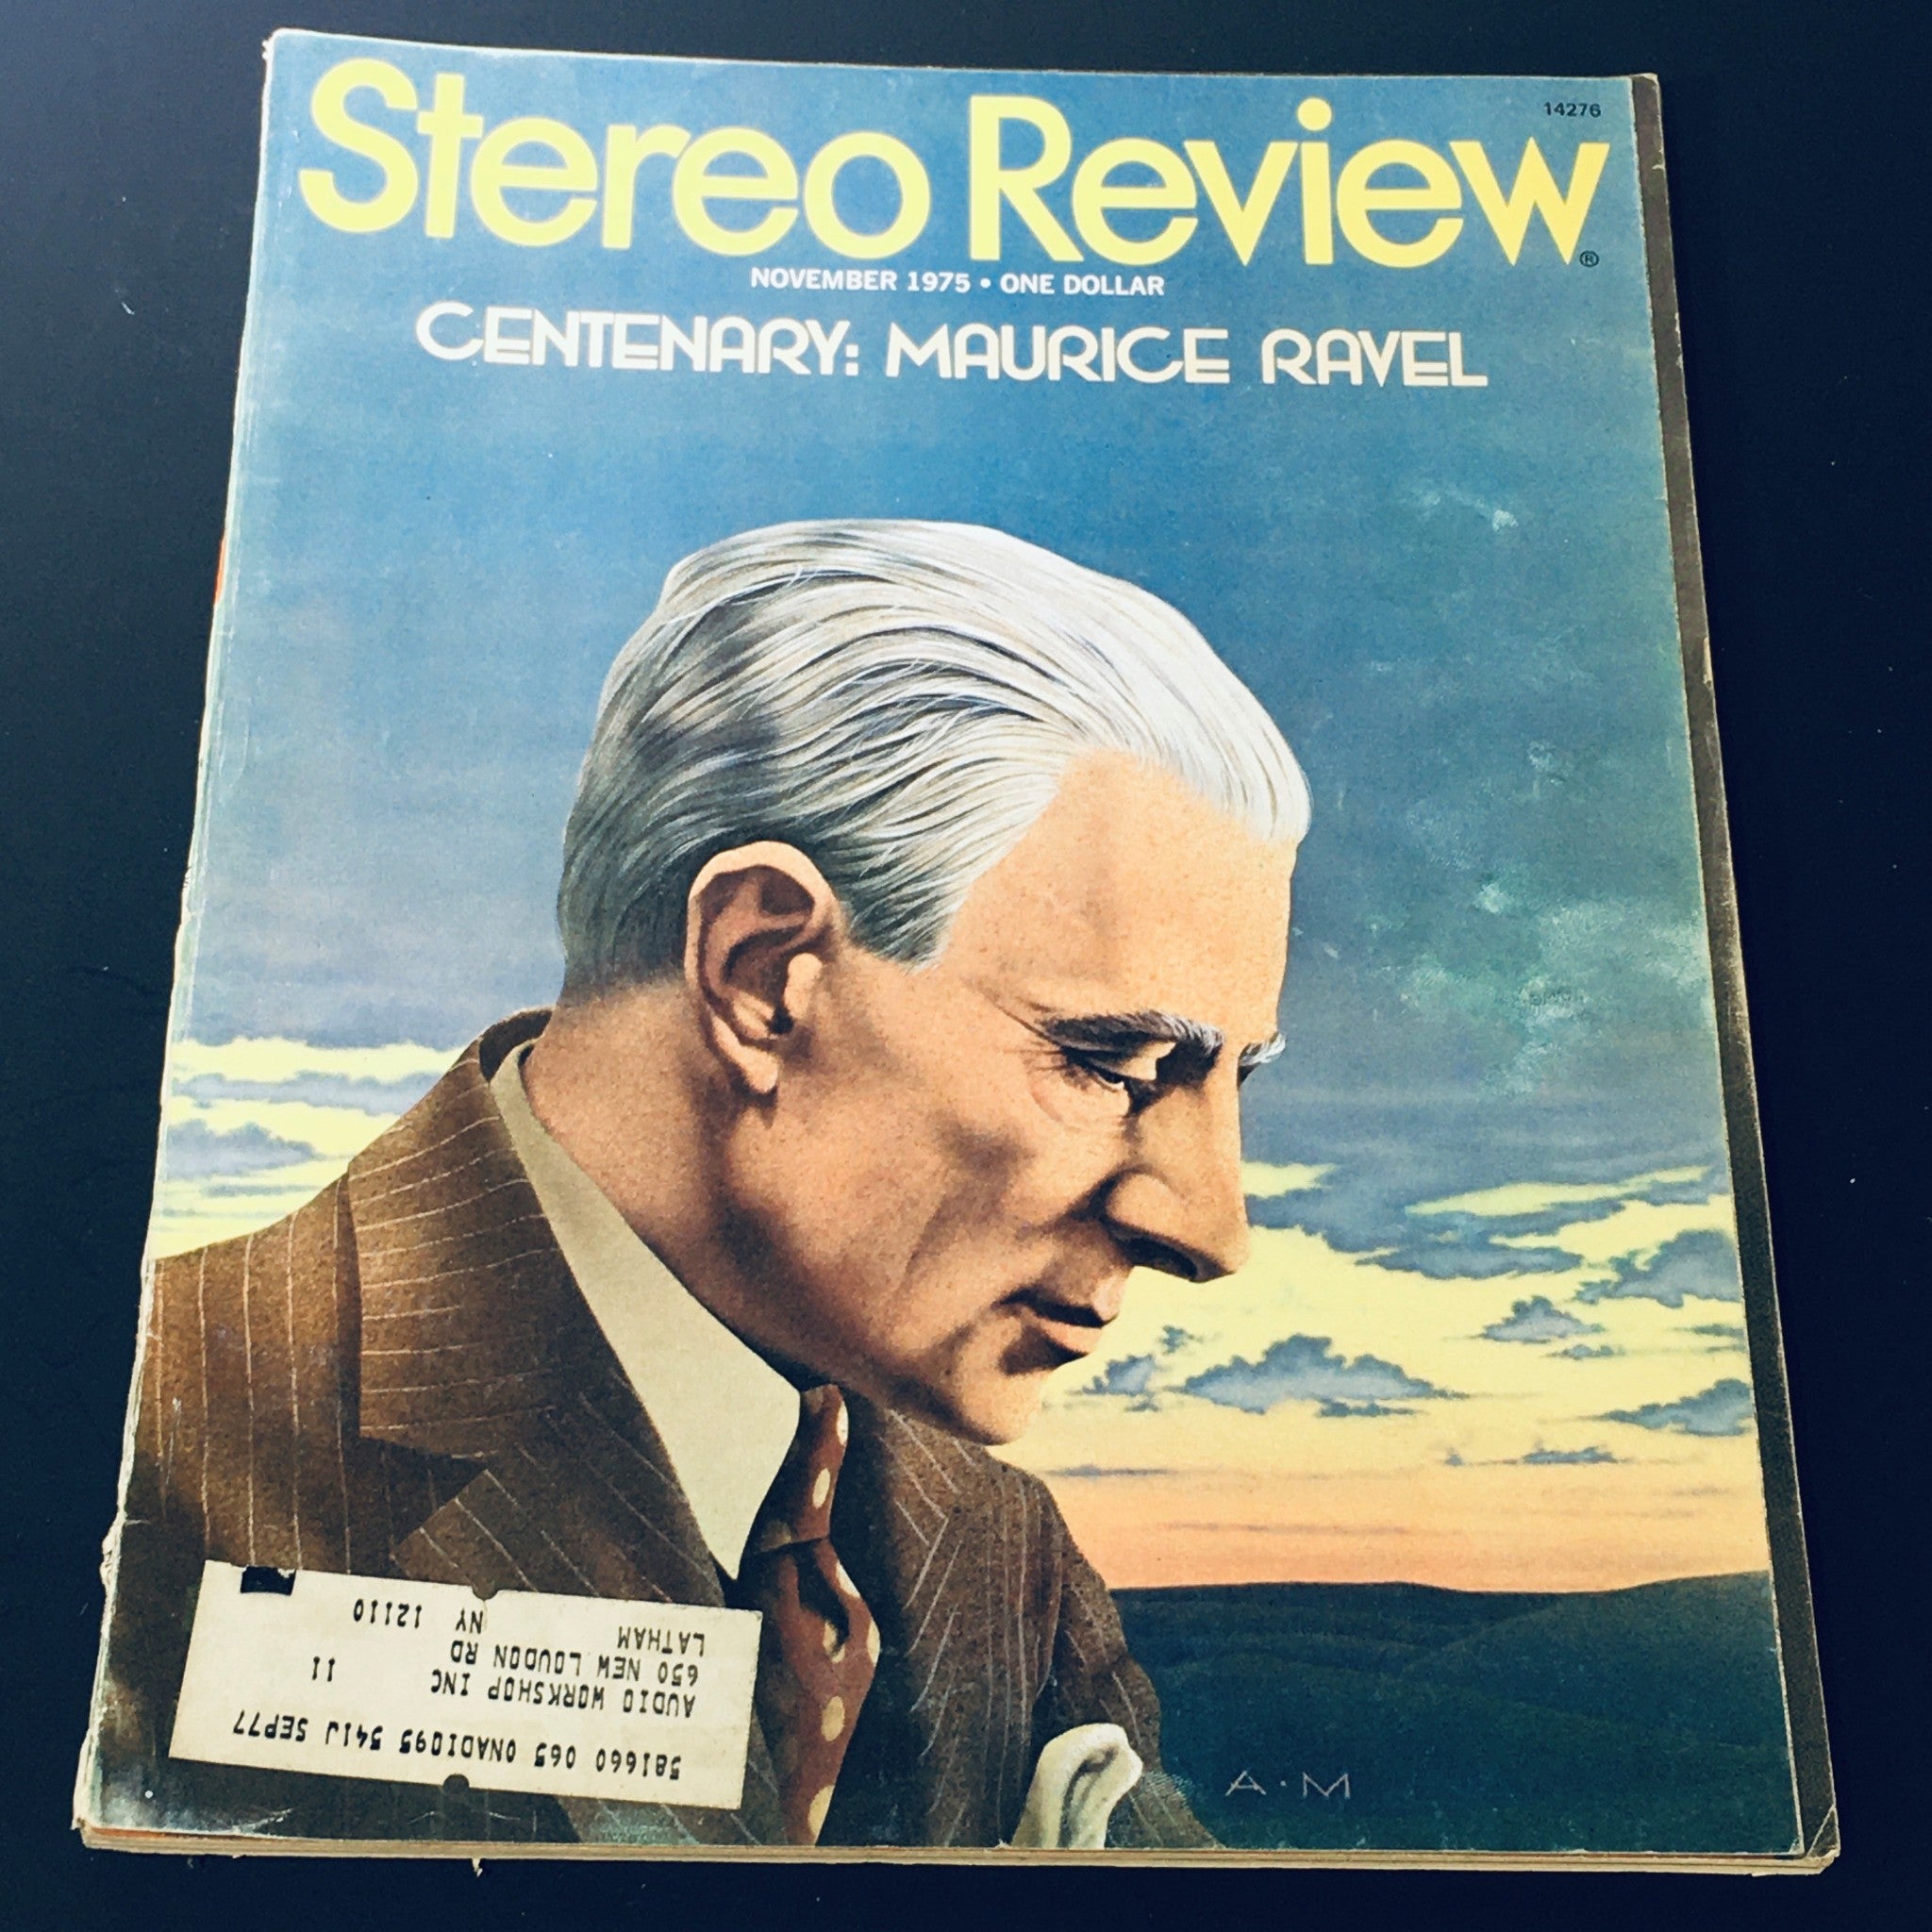 14276
Stereo Review®
NOVEMBER 1975 • ONE DOLLAR
CENTENARY: MAURICE RAVEL
A·M
581660 065 ONADI095 541J SEP77
AUDIO WORKSHOP INC 11
650 NEW LOUDON RD
LATHAM NY 12110